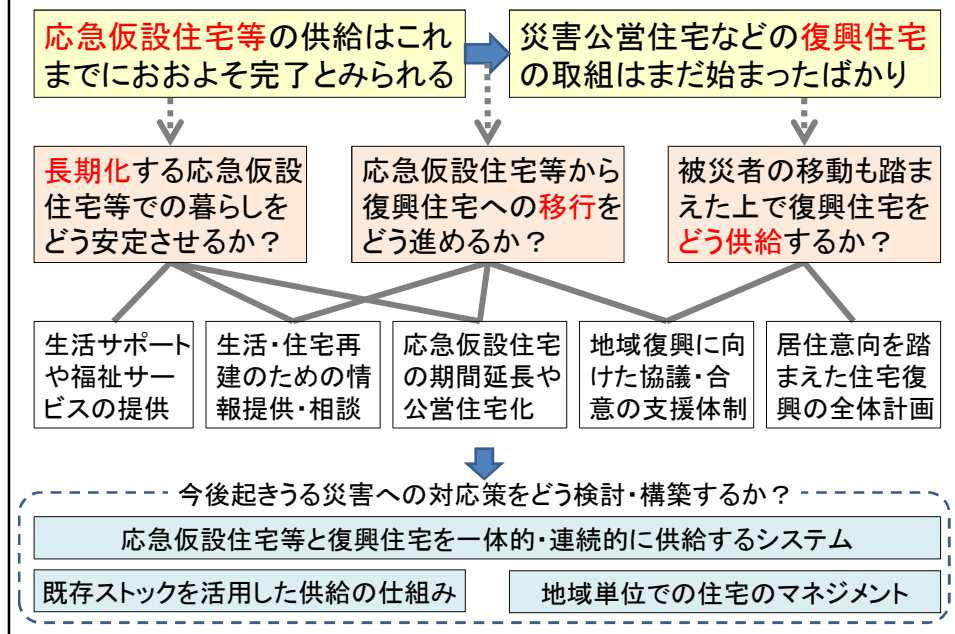 応急仮設住宅等の供給はこれ
までにおおよそ完了とみられる
災害公営住宅などの復興住宅
の取組はまだ始まったばかり
長期化する応急仮設
住宅等での暮らしを
どう安定させるか？
応急仮設住宅等から
復興住宅への移行を
どう進めるか？
被災者の移動も踏ま
えた上で復興住宅を
どう供給するか？
生活サポート
や福祉サー
ビスの提供
生活・住宅再
建のための情
報提供・相談
応急仮設住宅
の期間延長や
公営住宅化
地域復興に向
けた協議・合
意の支援体制
居住意向を踏
まえた住宅復
興の全体計画
今後起きうる災害への対応策をどう検討・構築するか？
応急仮設住宅等と復興住宅を一体的・連続的に供給するシステム
既存ストックを活用した供給の仕組み
地域単位での住宅のマネジメント